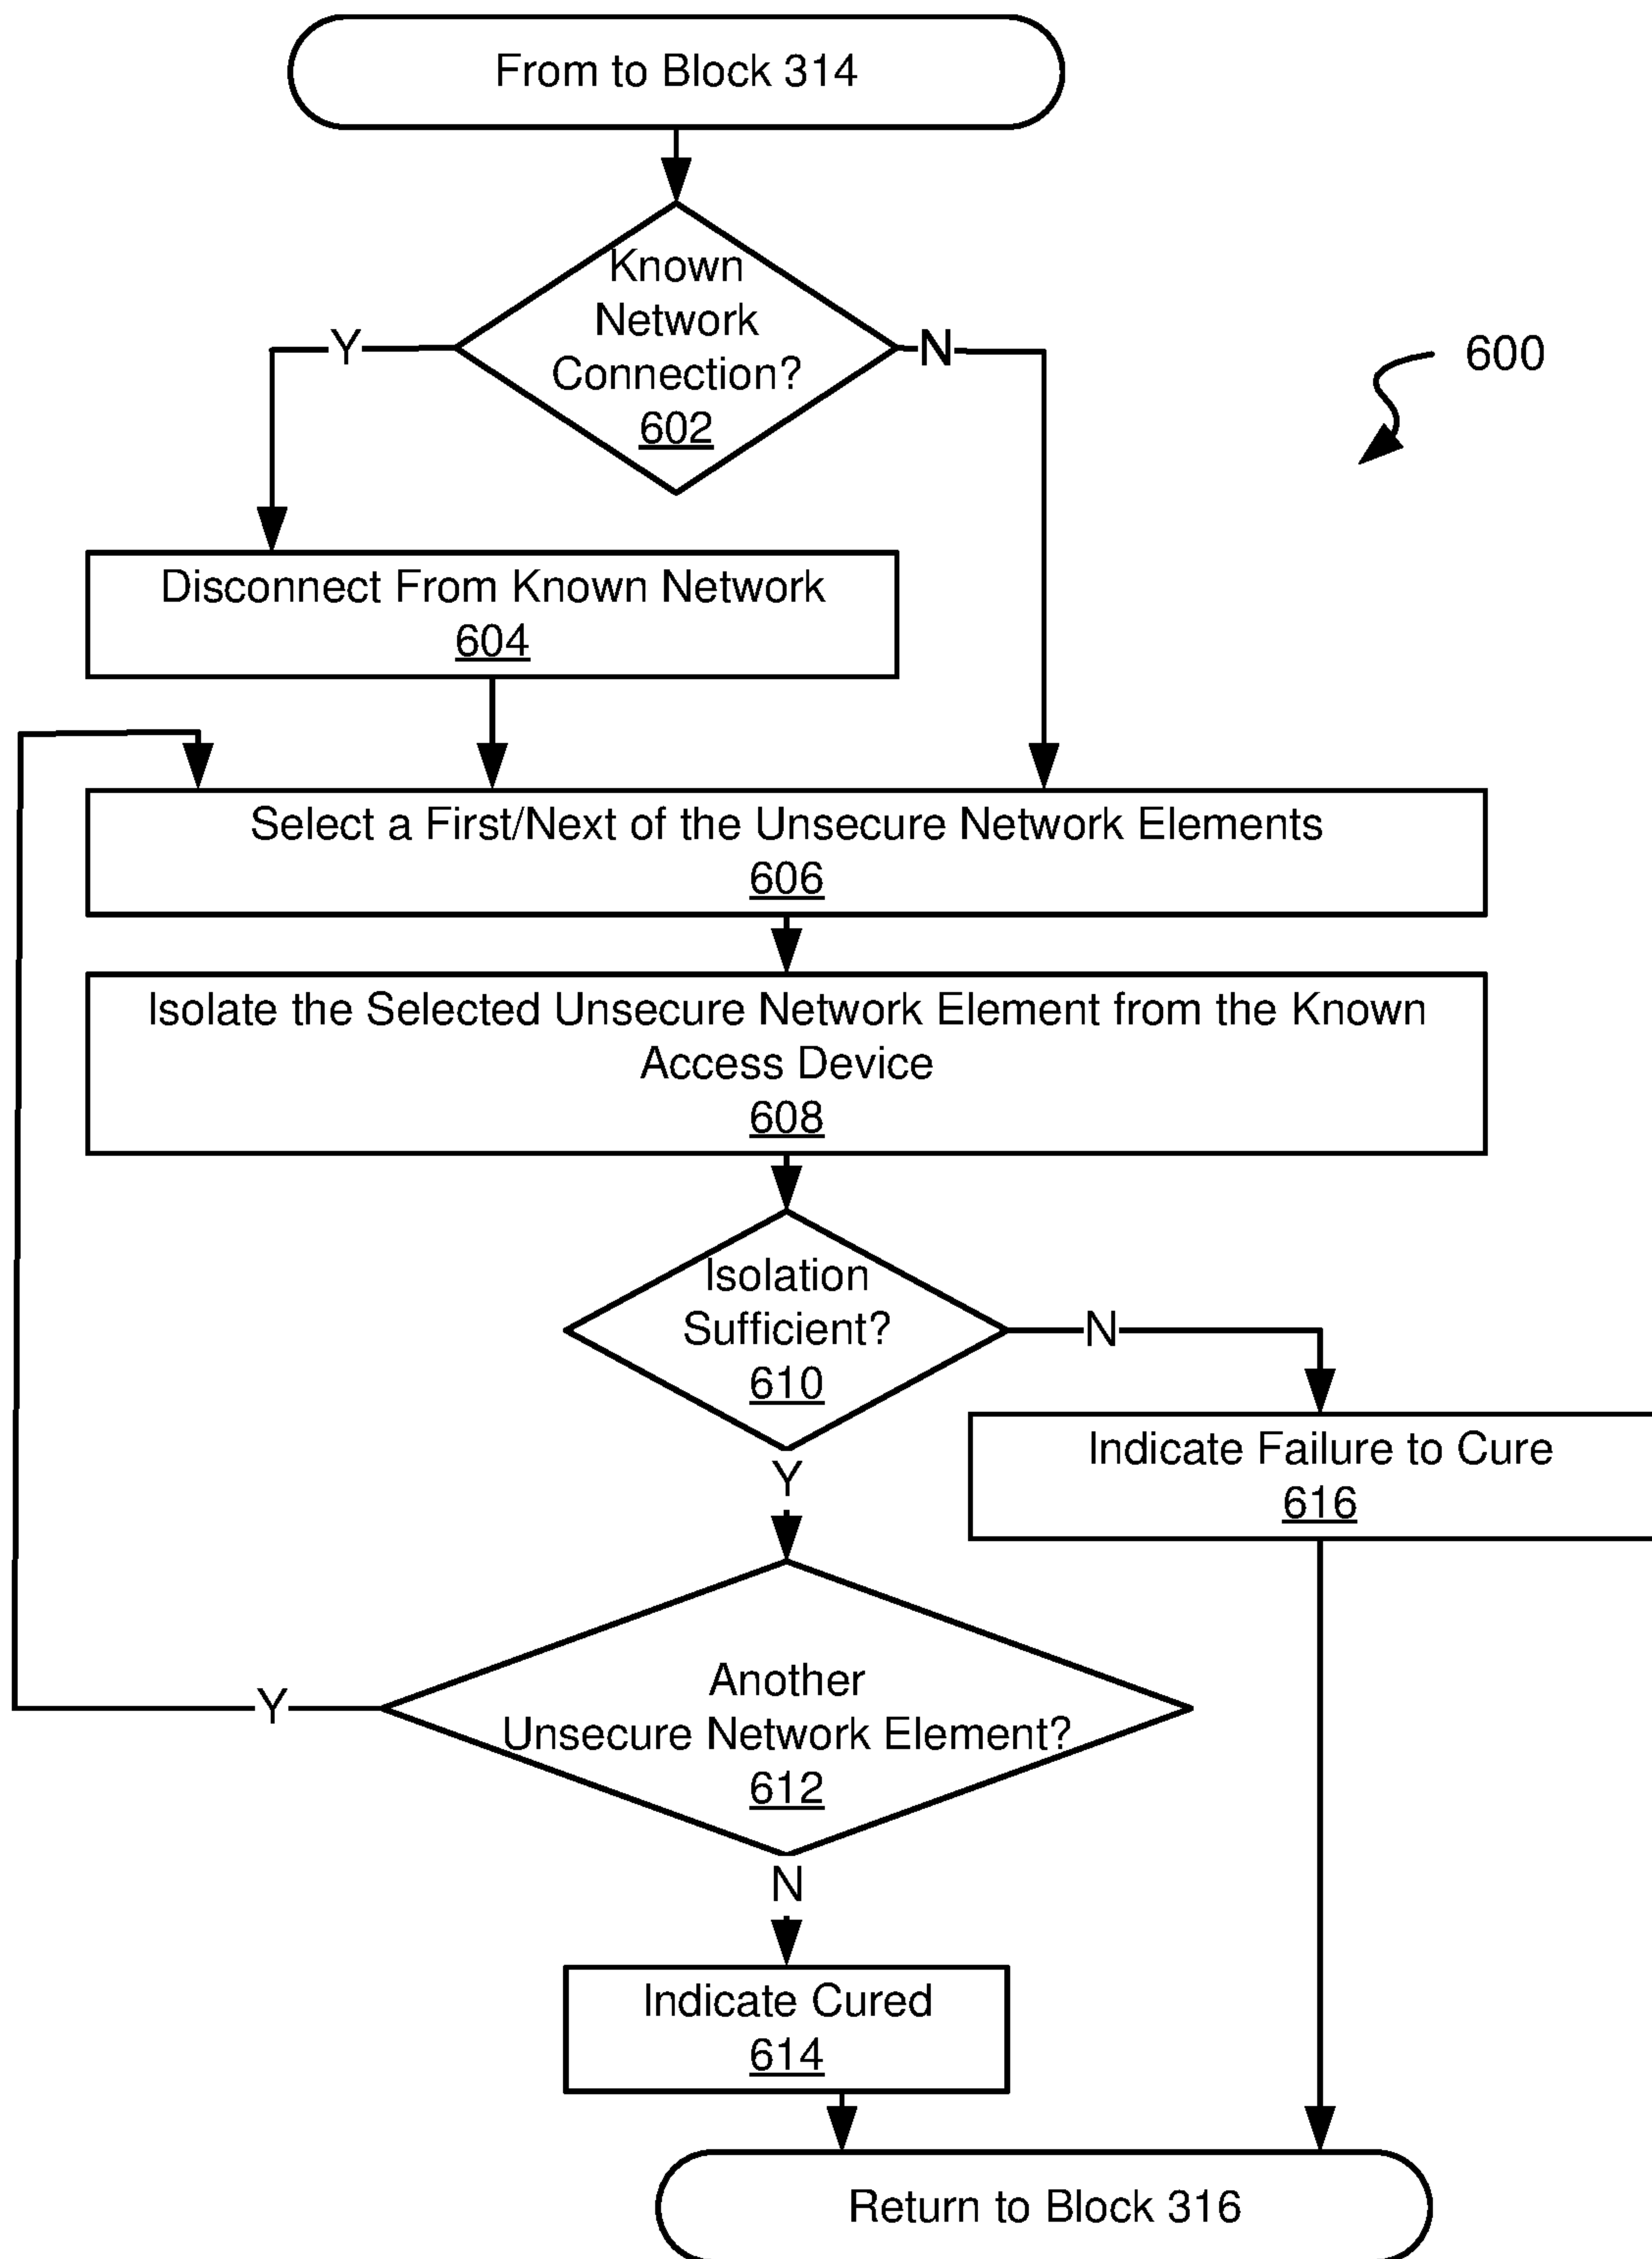 From to Block 314
Known
Network
Connection?
602
Y
N
600
Disconnect From Known Network
604
Select a First/Next of the Unsecure Network Elements
606
Isolate the Selected Unsecure Network Element from the Known
Access Device
608
Isolation
Sufficient?
610
N
Y
Indicate Failure to Cure
616
Another
Unsecure Network Element?
612
Y
N
Indicate Cured
614
Return to Block 316